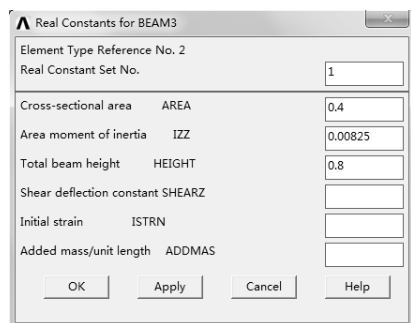 Real Constants for BEAM3
Element Type Reference No. 2
Real Constant Set No. 1
Cross-sectional area AREA 0.4
Area moment of inertia IZZ 0.00825
Total beam height HEIGHT 0.8
Shear deflection constant SHEARZ
Initial strain ISTRN
Added mass/unit length ADDMAS
OK Apply Cancel Help